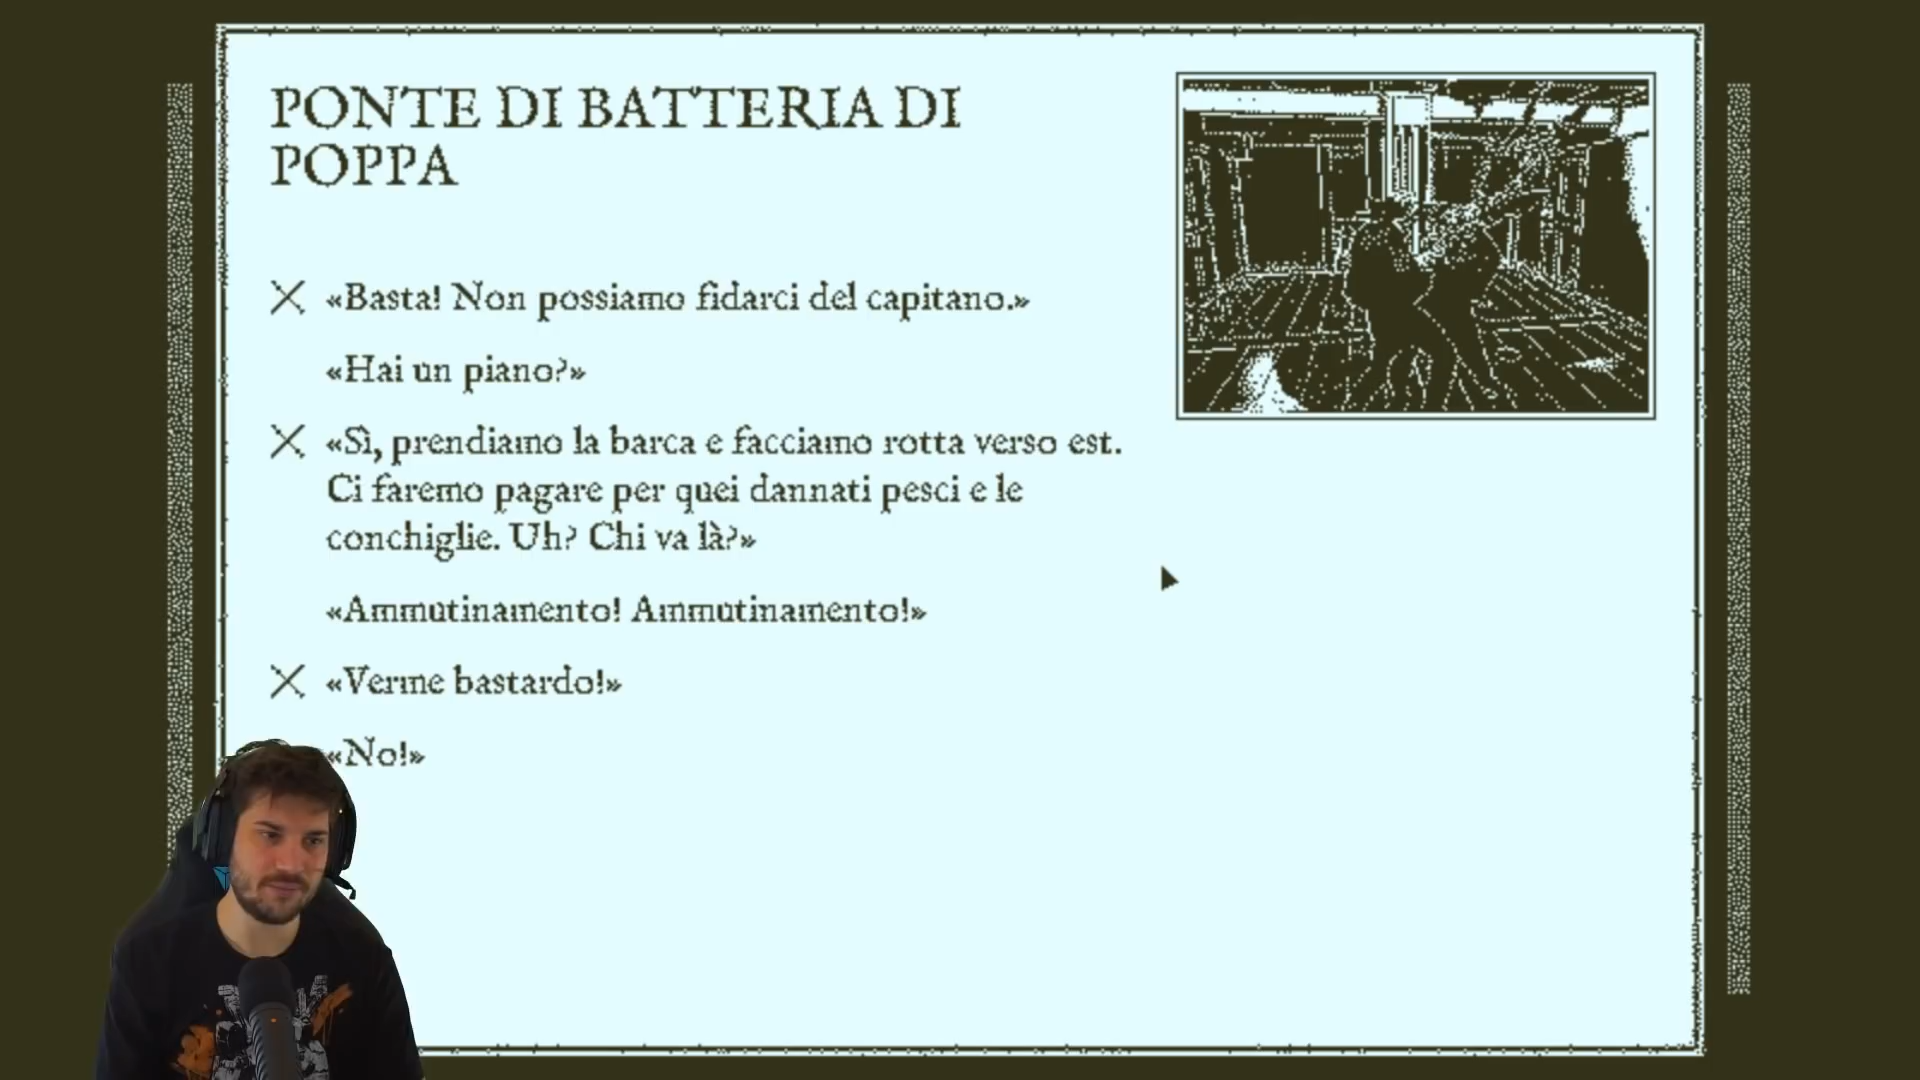 PONTE DI BATTERIA DI
POPPA
«Basta! Non possiamo fidarci del capitano.»
«Hai un piano?»
«Sì, prendiamo la barca e facciamo rotta verso est.
Ci faremo pagare per quei dannati pesci e le
conchiglie. Uh? Chi va là?»
«Ammutinamento! Ammutinamento!»
«Verme bastardo!»
«No!»